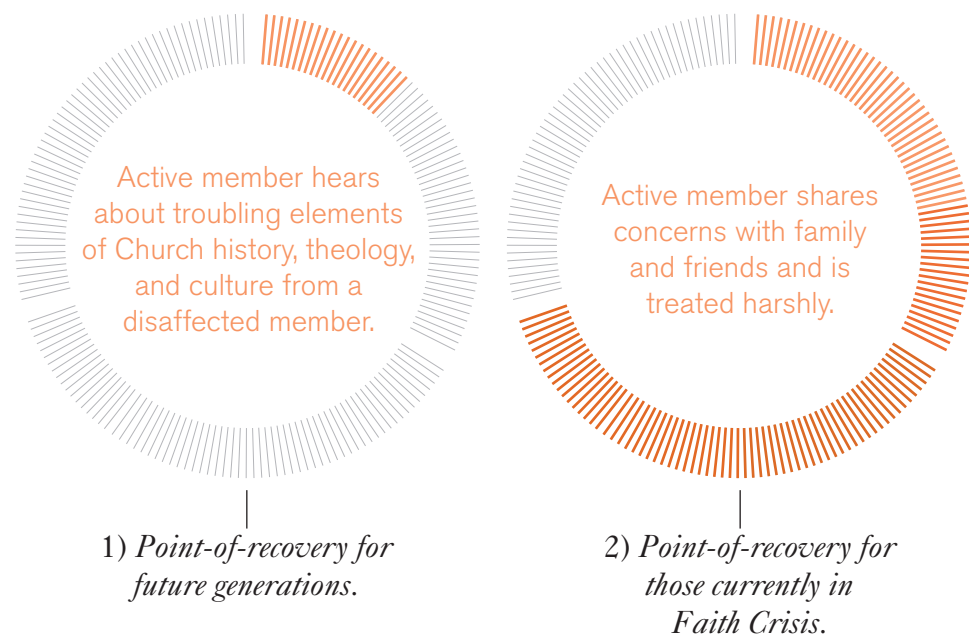 Active member hears
about troubling elements
of Church history, theology,
and culture from a
disaffected member.
1) Point-of-recovery for
future generations.
Active member shares
concerns with family
and friends and is
treated harshly.
2) Point-of-recovery for
those currently in
Faith Crisis.